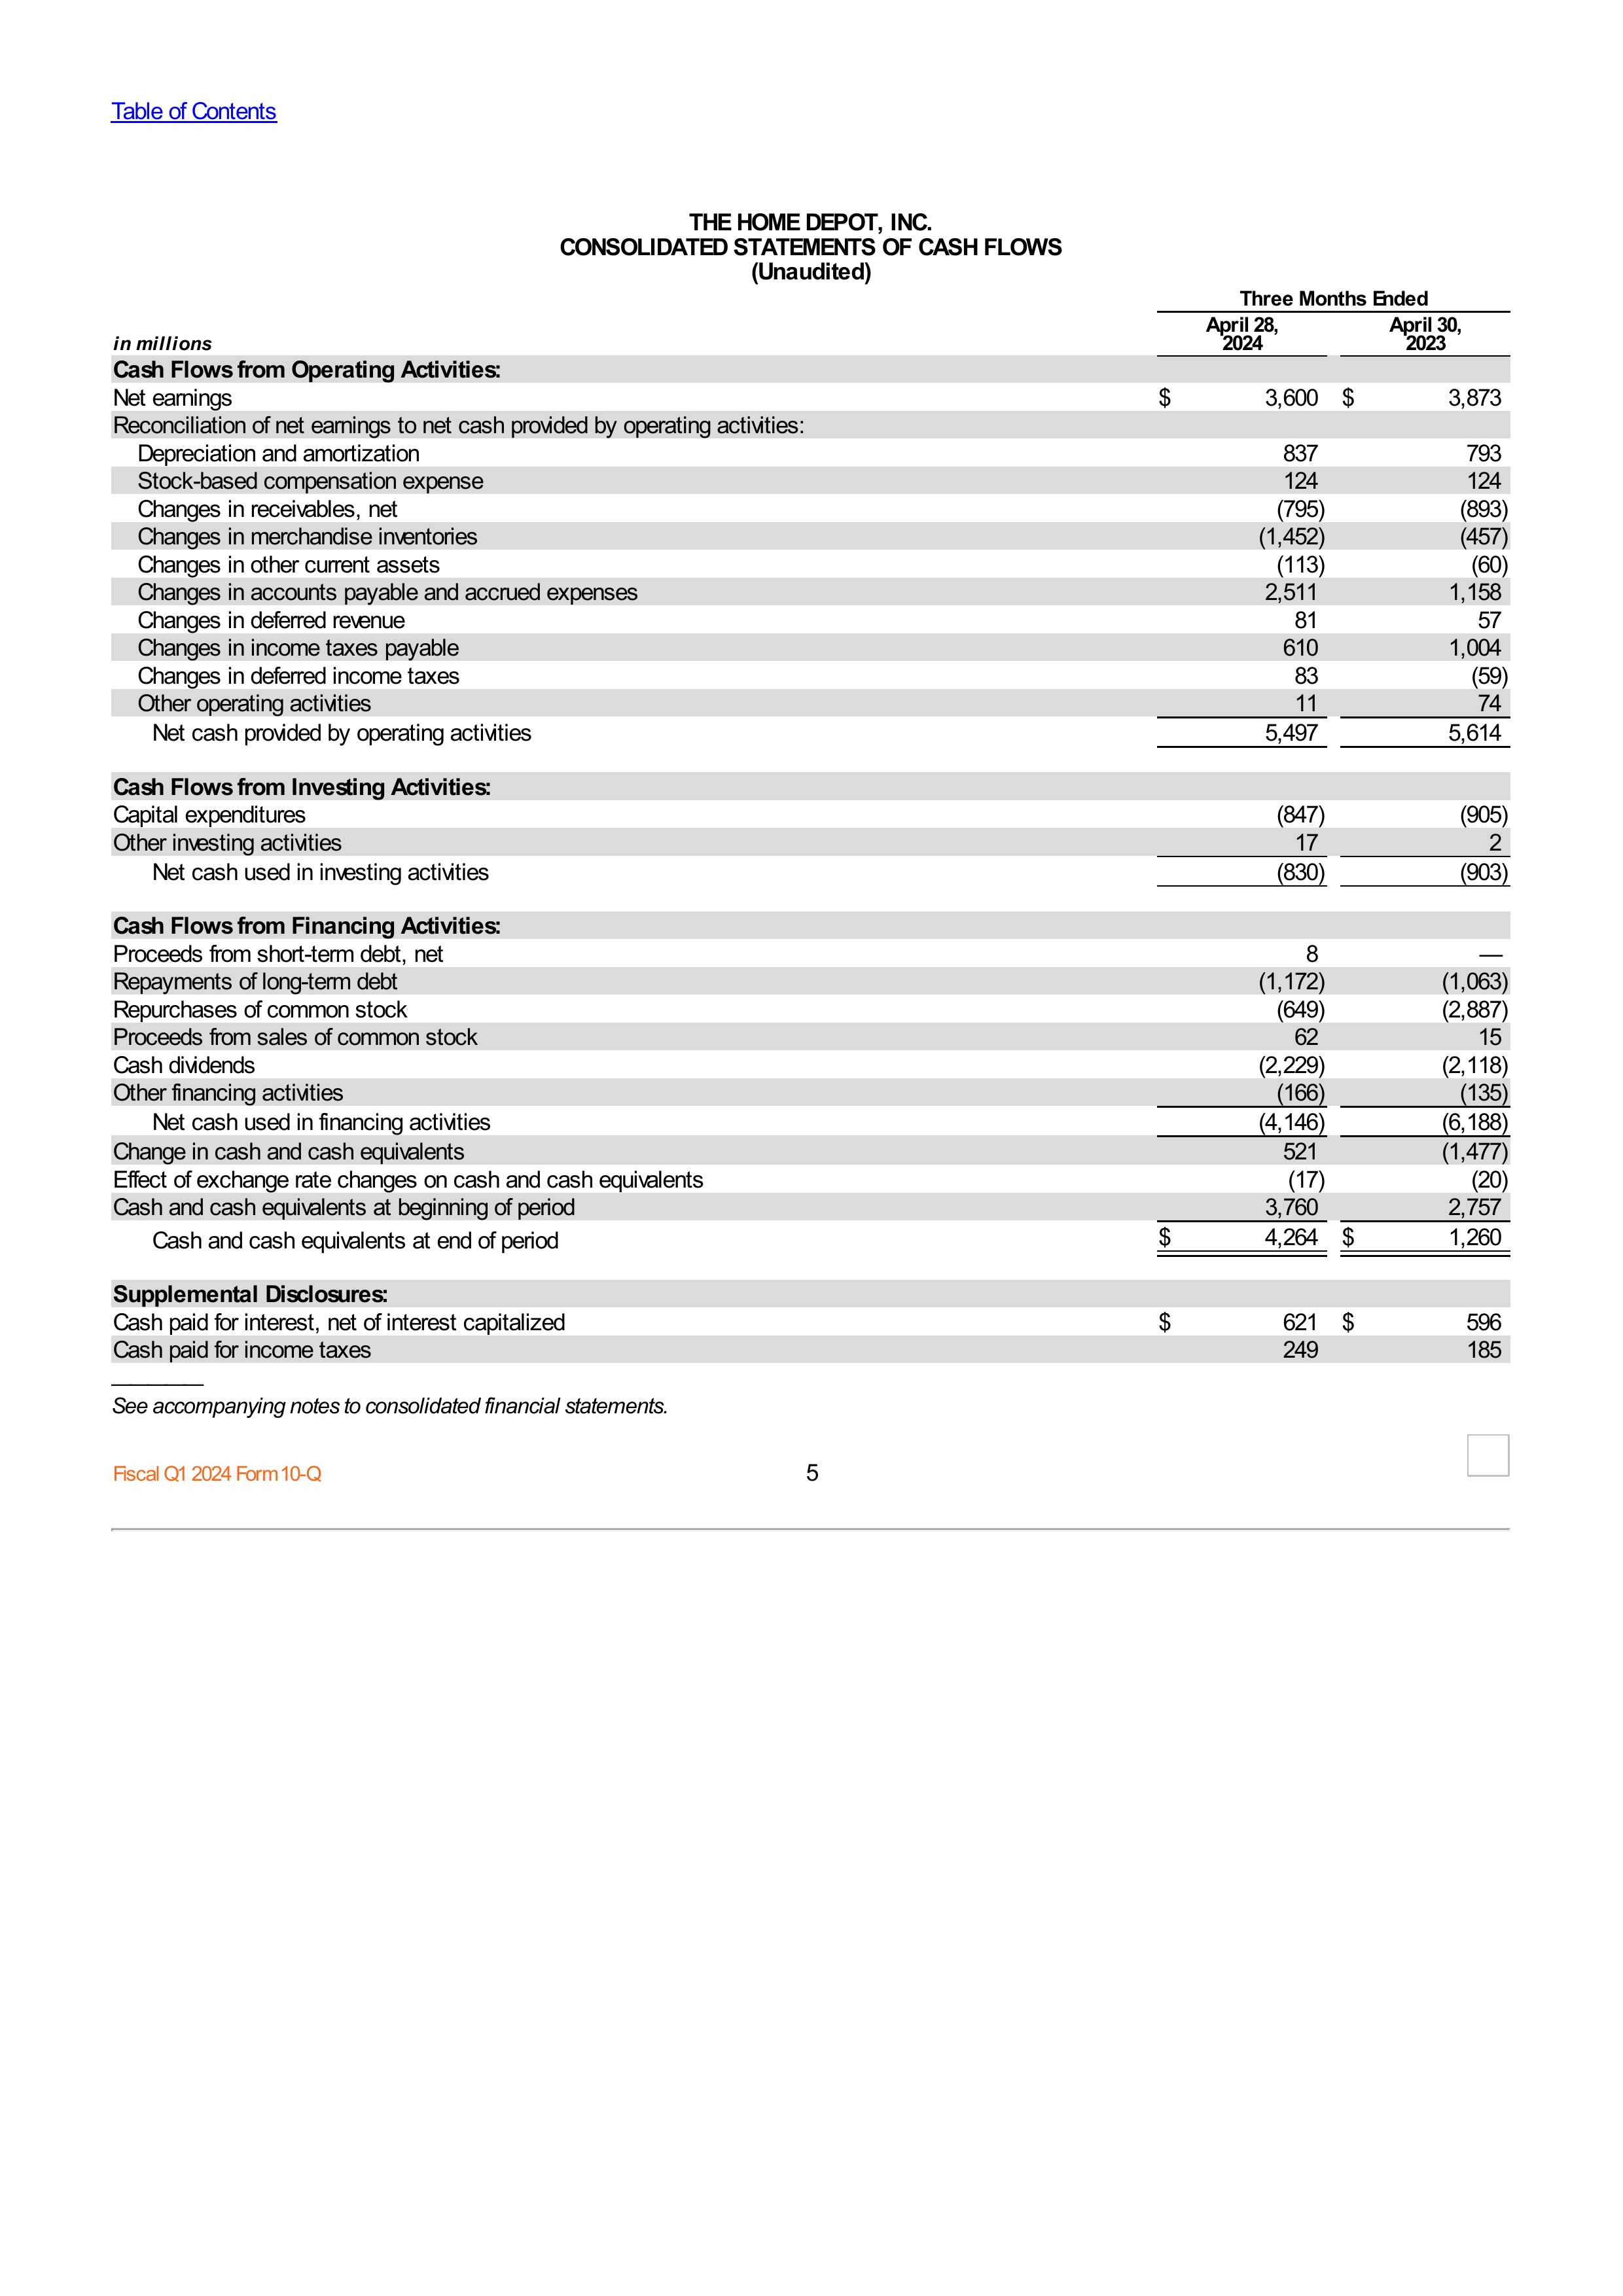 Table of Contents
THE HOME DEPOT, INC.
CONSOLIDATED STATEMENTS OF CASH FLOWS
(Unaudited)
Three Months Ended
in millions April 28, 2024 April 30, 2023
Cash Flows from Operating Activities:
Net earnings $ 3,600 $ 3,873
Reconciliation of net earnings to net cash provided by operating activities:
Depreciation and amortization 837 793
Stock-based compensation expense 124 124
Changes in receivables, net (795) (893)
Changes in merchandise inventories (1,452) (457)
Changes in other current assets (113) (60)
Changes in accounts payable and accrued expenses 2,511 1,158
Changes in deferred revenue 81 57
Changes in income taxes payable 610 1,004
Changes in deferred income taxes 83 (59)
Other operating activities 11 74
Net cash provided by operating activities 5,497 5,614
Cash Flows from Investing Activities:
Capital expenditures (847) (905)
Other investing activities 17 2
Net cash used in investing activities (830) (903)
Cash Flows from Financing Activities:
Proceeds from short-term debt, net 8 —
Repayments of long-term debt (1,172) (1,063)
Repurchases of common stock (649) (2,887)
Proceeds from sales of common stock 62 15
Cash dividends (2,229) (2,118)
Other financing activities (166) (135)
Net cash used in financing activities (4,146) (6,188)
Change in cash and cash equivalents 521 (1,477)
Effect of exchange rate changes on cash and cash equivalents (17) (20)
Cash and cash equivalents at beginning of period 3,760 2,757
Cash and cash equivalents at end of period $ 4,264 $ 1,260
Supplemental Disclosures:
Cash paid for interest, net of interest capitalized $ 621 $ 596
Cash paid for income taxes 249 185
See accompanying notes to consolidated financial statements.
Fiscal Q1 2024 Form 10-Q 5